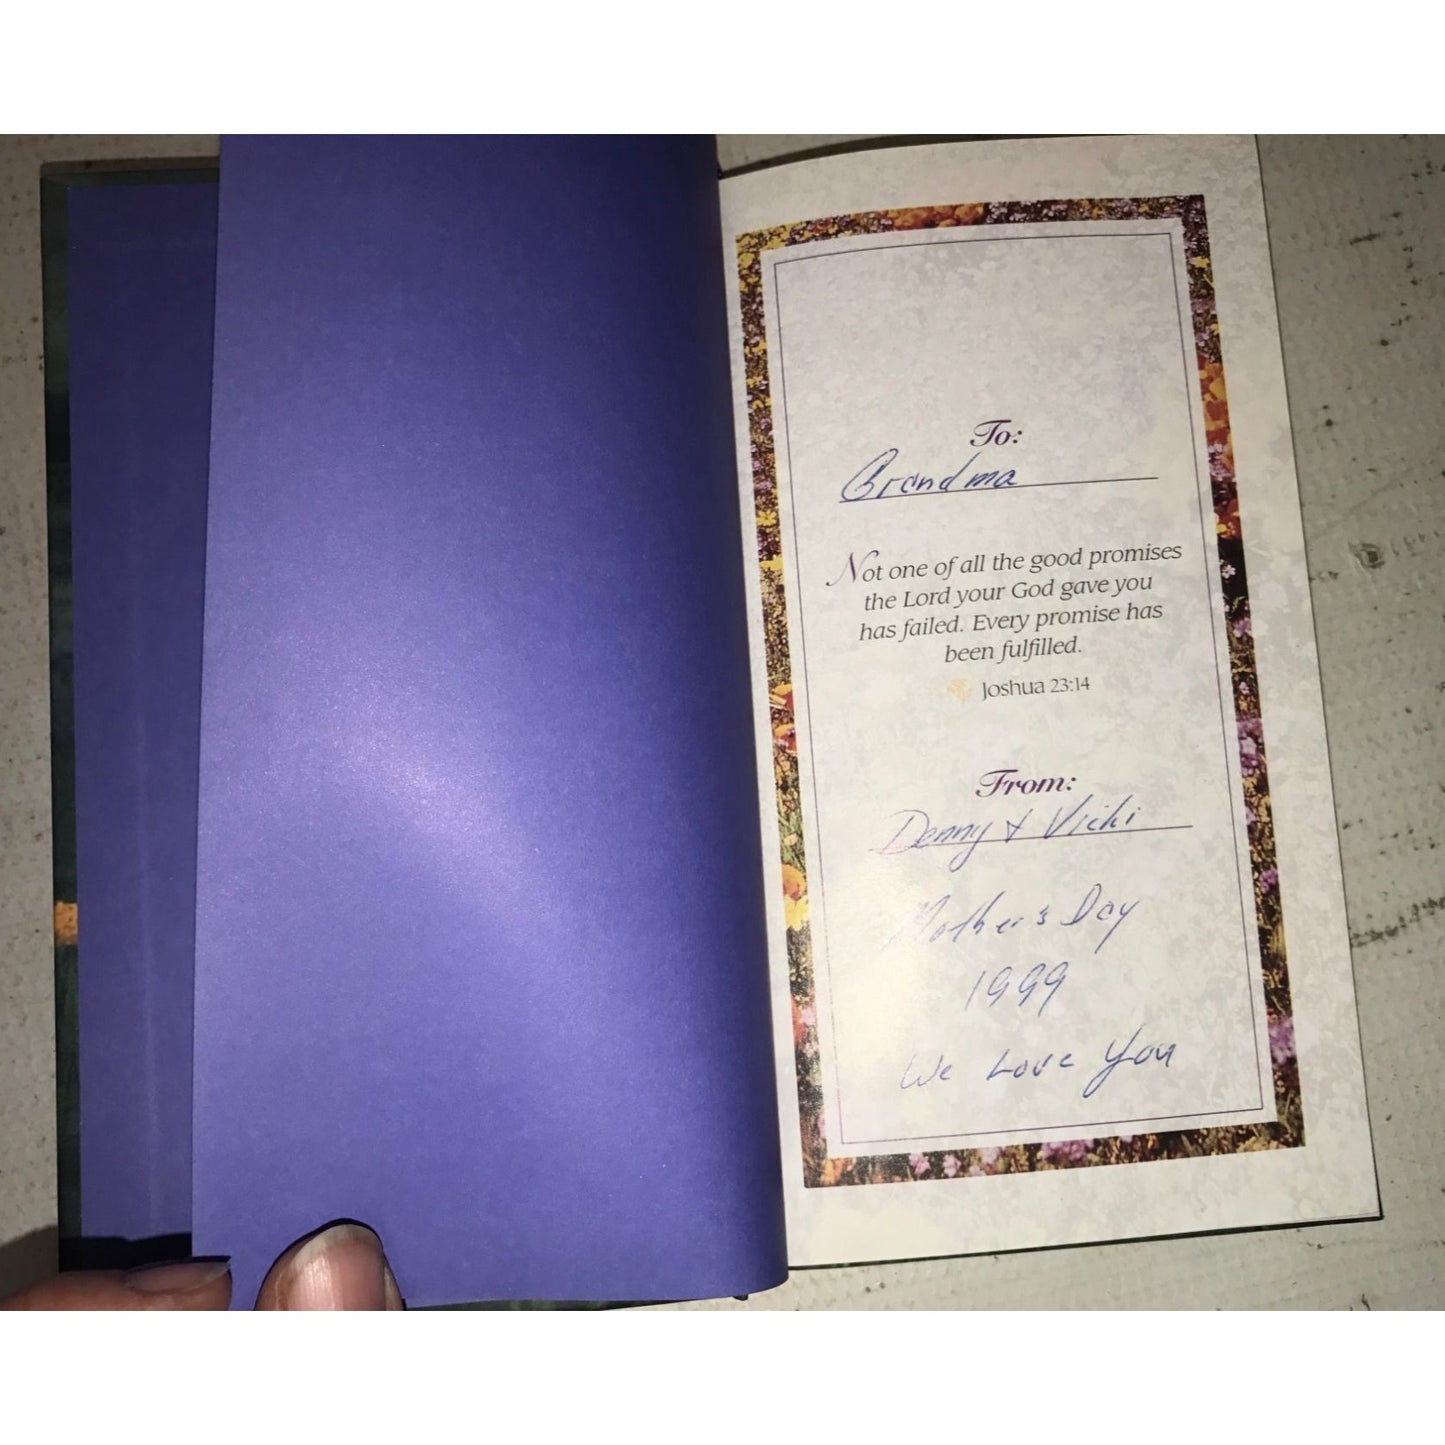 To:
Grandma
Not one of all the good promises
the Lord your God gave you
has failed. Every promise has
been fulfilled.
Joshua 23:14
From:
Denny & Vicki
Mother's Day
1999
We Love You